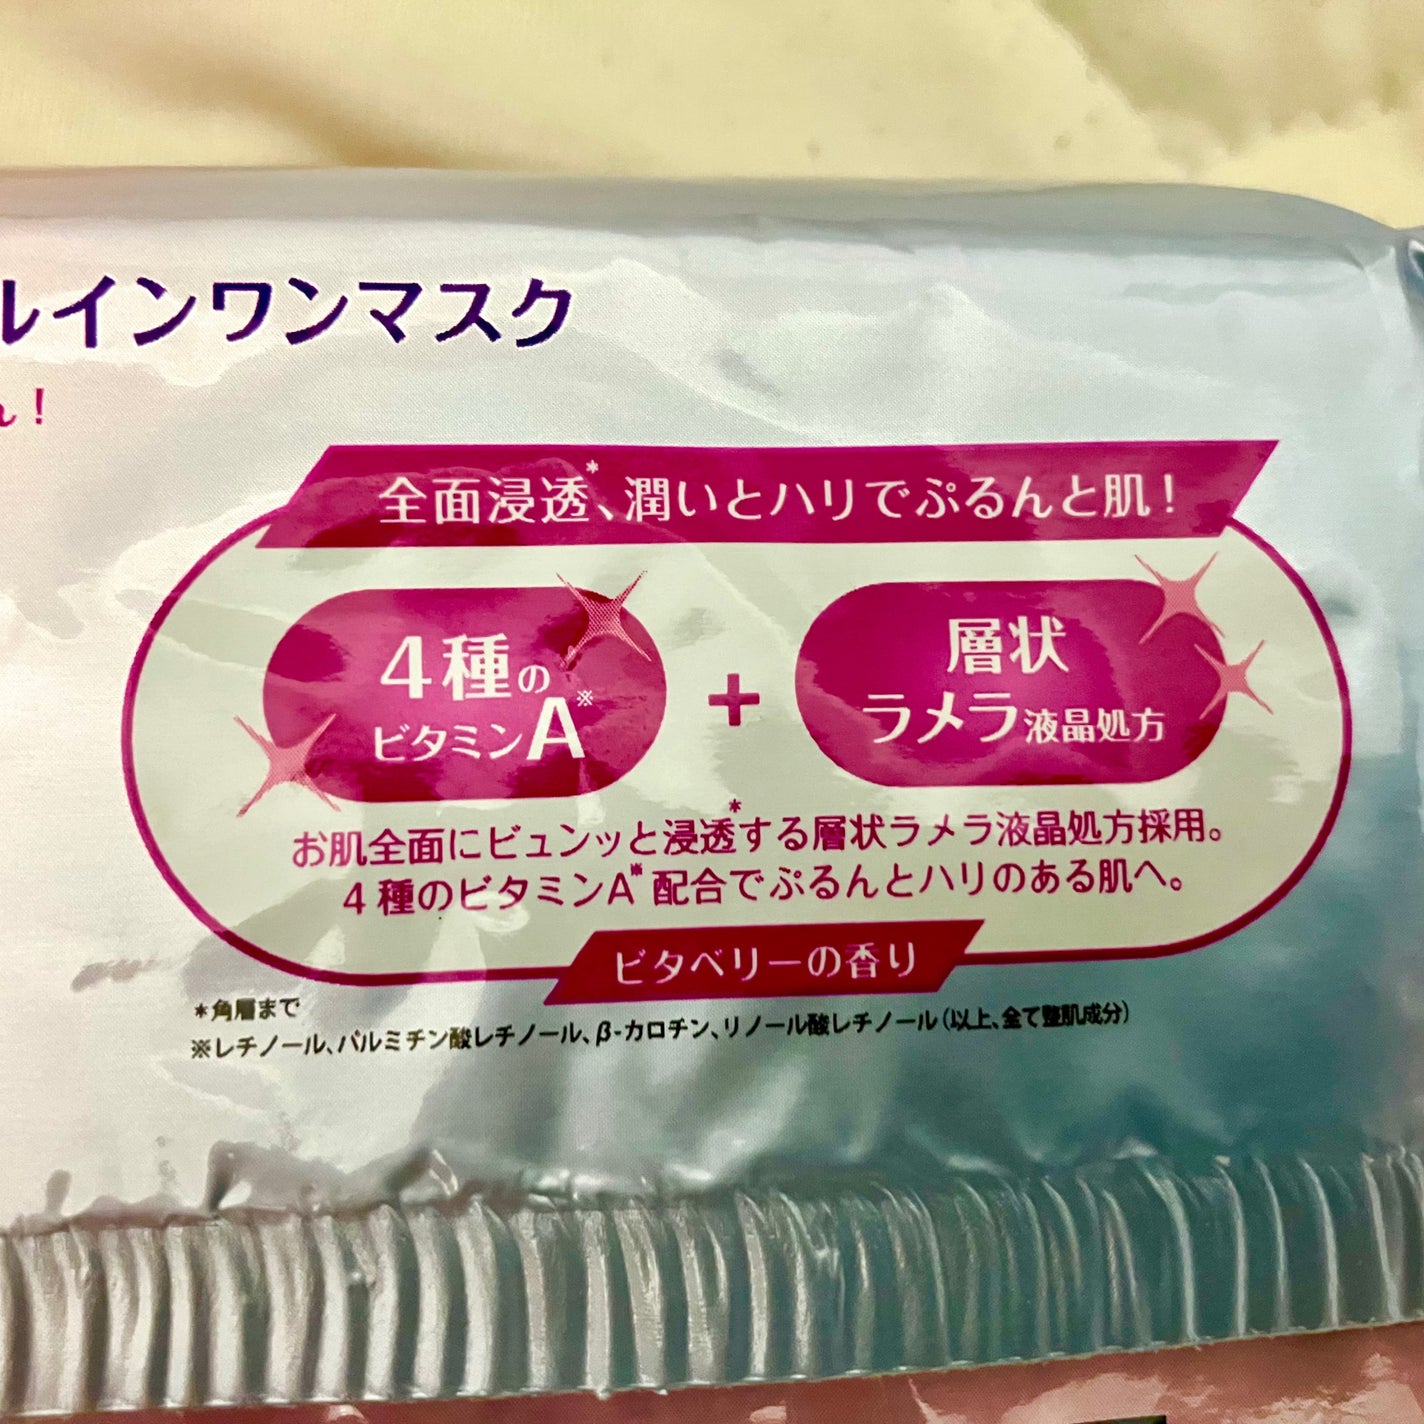 ルインワンマスク
ん！
全面浸透*、潤いとハリでぷるんと肌！
4種の
ビタミンA※
+
層状
ラメラ液晶処方
お肌全面にビュンッと浸透*する層状ラメラ液晶処方採用。
4種のビタミンA※配合でぷるんとハリのある肌へ。
ビタベリーの香り
*角層まで
※レチノール、パルミチン酸レチノール、β-カロチン、リノール酸レチノール（以上、全て整肌成分）